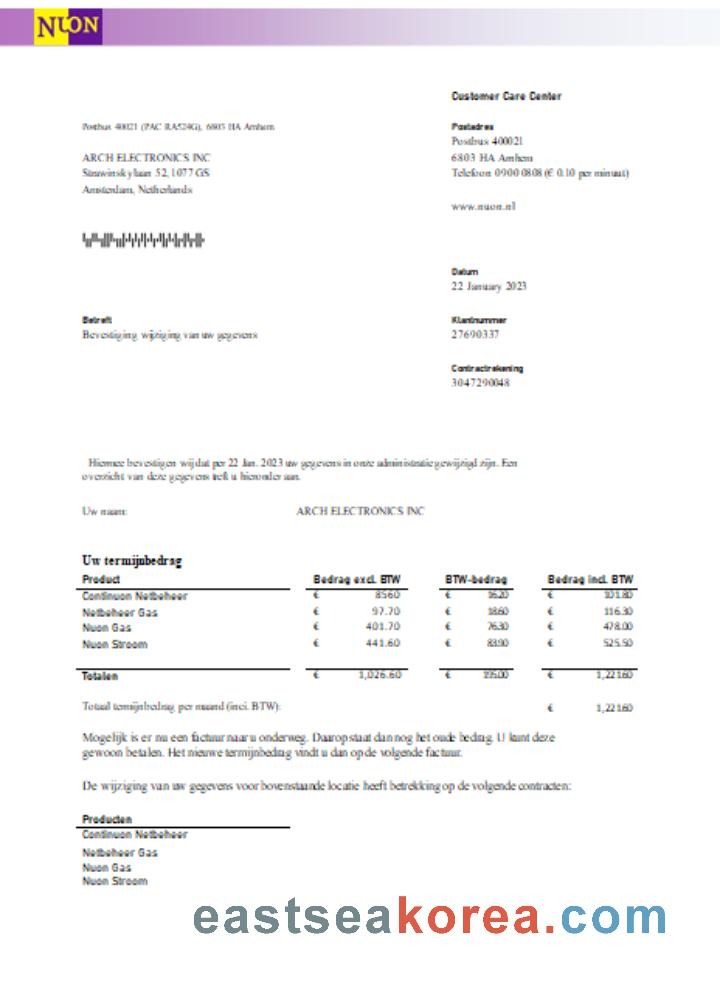 NUON
Customer Care Center
Postbus 40021 (PAC RA524G), 6803 HA Arnhem
Postadres
Postbus 400021
ARCH ELECTRONICS INC
6803 HA Arnhem
Strawinskylaan 52, 1077 GS
Telefoon 0900 0808 (€ 0.10 per minuut)
Amsterdam, Netherlands
www.nuon.nl
Datum
22 January 2023
Betreft
Klantnummer
Bevestiging wijziging van uw gegevens
27690337
Contractrekening
3047290048
Hiermee bevestigen wij dat per 22 Jan. 2023 uw gegevens in onze administratie gewijzigd zijn. Een
overzicht van deze gegevens treft u hieronder aan.
Uw naam: ARCH ELECTRONICS INC
Uw termijnbedrag
Product Bedrag excl. BTW BTW-bedrag Bedrag incl. BTW
Continuon Netbeheer € 8560 € 16.20 € 101.80
Netbeheer Gas € 97.70 € 18.60 € 116.30
Nuon Gas € 401.70 € 76.30 € 478.00
Nuon Stroom € 441.60 € 83.90 € 525.50
Totalen € 1,026.60 € 195.00 € 1,221.60
Totaal termijnbedrag per maand (incl. BTW): € 1,221.60
Mogelijk is er nu een factuur naar u onderweg. Daarop staat dan nog het oude bedrag. U kunt deze
gewoon betalen. Het nieuwe termijnbedrag vindt u dan op de volgende factuur.
De wijziging van uw gegevens voor bovenstaande locatie heeft betrekking op de volgende contracten:
Producten
Continuon Netbeheer
Netbeheer Gas
Nuon Gas
Nuon Stroom
eastseakorea.com